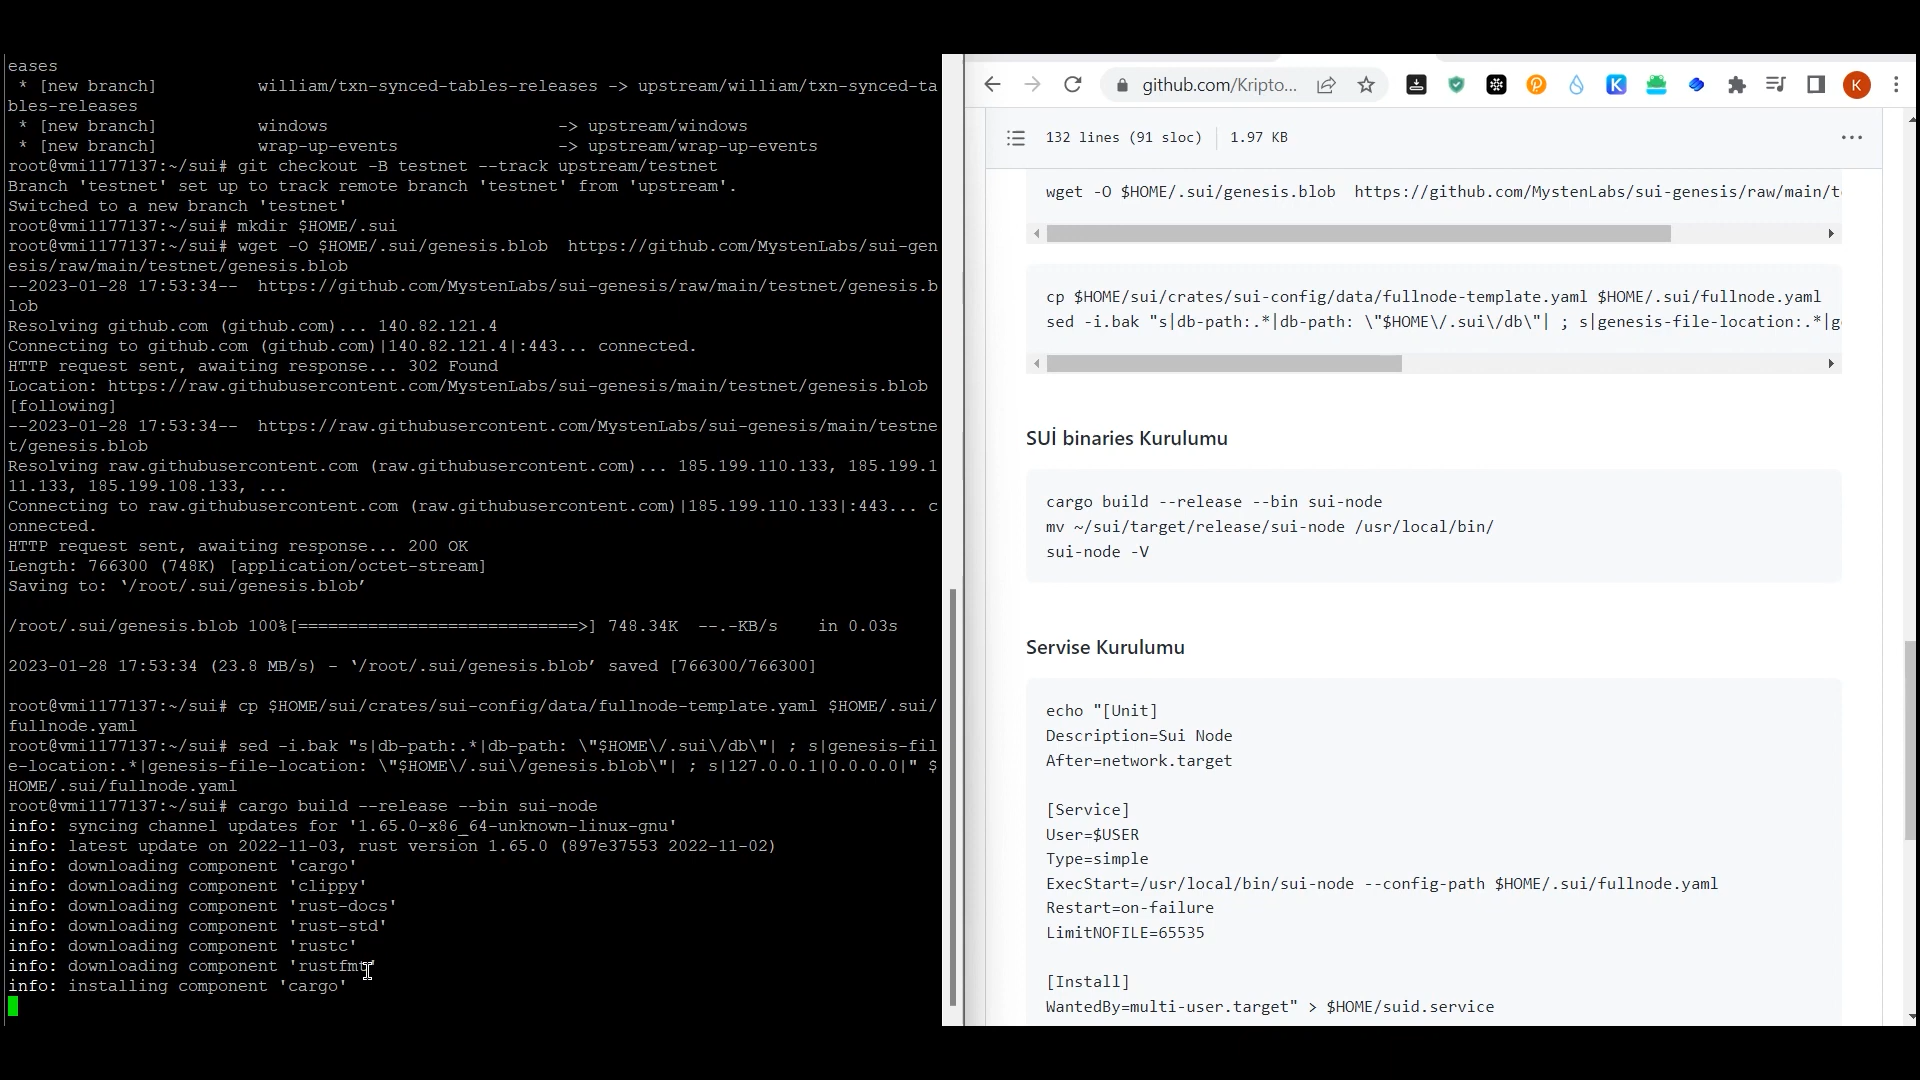 eases
 * [new branch]          william/txn-synced-tables-releases -> upstream/william/txn-synced-ta
bles-releases
 * [new branch]          windows                       -> upstream/windows
 * [new branch]          wrap-up-events                -> upstream/wrap-up-events
root@vmi1177137:~/sui# git checkout -B testnet --track upstream/testnet
Branch 'testnet' set up to track remote branch 'testnet' from 'upstream'.
Switched to a new branch 'testnet'
root@vmi1177137:~/sui# mkdir $HOME/.sui
root@vmi1177137:~/sui# wget -O $HOME/.sui/genesis.blob  https://github.com/MystenLabs/sui-gen
esis/raw/main/testnet/genesis.blob
--2023-01-28 17:53:34--  https://github.com/MystenLabs/sui-genesis/raw/main/testnet/genesis.b
lob
Resolving github.com (github.com)... 140.82.121.4
Connecting to github.com (github.com)|140.82.121.4|:443... connected.
HTTP request sent, awaiting response... 302 Found
Location: https://raw.githubusercontent.com/MystenLabs/sui-genesis/main/testnet/genesis.blob
[following]
--2023-01-28 17:53:34--  https://raw.githubusercontent.com/MystenLabs/sui-genesis/main/testne
t/genesis.blob
Resolving raw.githubusercontent.com (raw.githubusercontent.com)... 185.199.110.133, 185.199.1
11.133, 185.199.108.133, ...
Connecting to raw.githubusercontent.com (raw.githubusercontent.com)|185.199.110.133|:443... c
onnected.
HTTP request sent, awaiting response... 200 OK
Length: 766300 (748K) [application/octet-stream]
Saving to: ‘/root/.sui/genesis.blob’
/root/.sui/genesis.blob 100%[============================>] 748.34K  --.-KB/s    in 0.03s
2023-01-28 17:53:34 (23.8 MB/s) - ‘/root/.sui/genesis.blob’ saved [766300/766300]
root@vmi1177137:~/sui# cp $HOME/sui/crates/sui-config/data/fullnode-template.yaml $HOME/.sui/
fullnode.yaml
root@vmi1177137:~/sui# sed -i.bak "s|db-path:.*|db-path: \"$HOME\/.sui\/db\"| ; s|genesis-fil
e-location:.*|genesis-file-location: \"$HOME\/.sui\/genesis.blob\"| ; s|127.0.0.1|0.0.0.0|" $
HOME/.sui/fullnode.yaml
root@vmi1177137:~/sui# cargo build --release --bin sui-node
info: syncing channel updates for '1.65.0-x86_64-unknown-linux-gnu'
info: latest update on 2022-11-03, rust version 1.65.0 (897e37553 2022-11-02)
info: downloading component 'cargo'
info: downloading component 'clippy'
info: downloading component 'rust-docs'
info: downloading component 'rust-std'
info: downloading component 'rustc'
info: downloading component 'rustfmt'
info: installing component 'cargo'
github.com/Kripto...
K
132 lines (91 sloc) 1.97 KB
wget -O $HOME/.sui/genesis.blob  https://github.com/MystenLabs/sui-genesis/raw/main/t
cp $HOME/sui/crates/sui-config/data/fullnode-template.yaml $HOME/.sui/fullnode.yaml
sed -i.bak "s|db-path:.*|db-path: \"$HOME\/.sui\/db\"| ; s|genesis-file-location:.*|g
SUİ binaries Kurulumu
cargo build --release --bin sui-node
mv ~/sui/target/release/sui-node /usr/local/bin/
sui-node -V
Servise Kurulumu
echo "[Unit]
Description=Sui Node
After=network.target
[Service]
User=$USER
Type=simple
ExecStart=/usr/local/bin/sui-node --config-path $HOME/.sui/fullnode.yaml
Restart=on-failure
LimitNOFILE=65535
[Install]
WantedBy=multi-user.target" > $HOME/suid.service